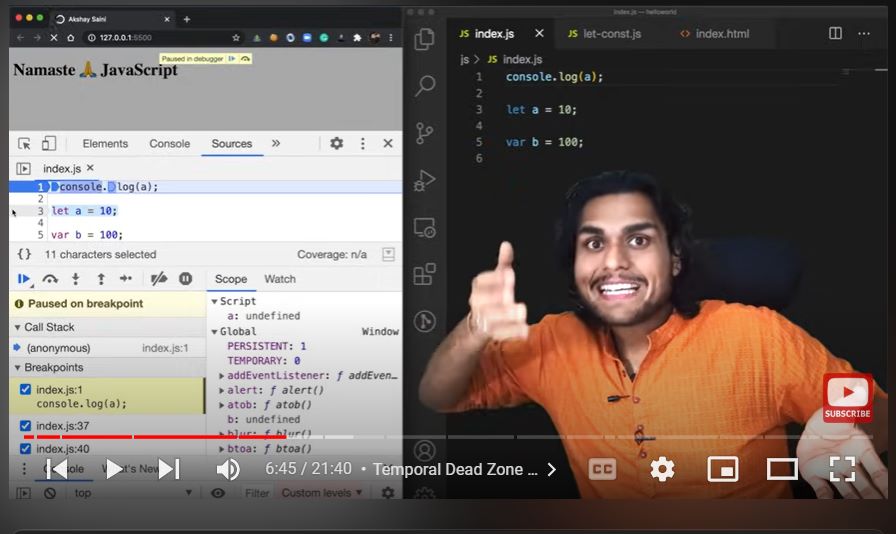 Akshay Saini
127.0.0.1:5500
Paused in debugger
Namaste 🙏 JavaScript
Elements Console Sources
index.js
1 console.log(a);
2
3 let a = 10;
4
5 var b = 100;
{} 11 characters selected Coverage: n/a
Scope Watch
Paused on breakpoint
Call Stack
(anonymous) index.js:1
Breakpoints
index.js:1
console.log(a);
index.js:37
index.js:40
Script
a: undefined
Global Window
PERSISTENT: 1
TEMPORARY: 0
addEventListener: ƒ addEven…
alert: ƒ alert()
atob: ƒ atob()
b: undefined
blur: ƒ blur()
btoa: ƒ btoa()
Console What's New
top Filter Custom levels
index.js — helloworld
JS index.js JS let-const.js <> index.html
js > JS index.js
1 console.log(a);
2
3 let a = 10;
4
5 var b = 100;
6
SUBSCRIBE
6:45 / 21:40 • Temporal Dead Zone ...
CC